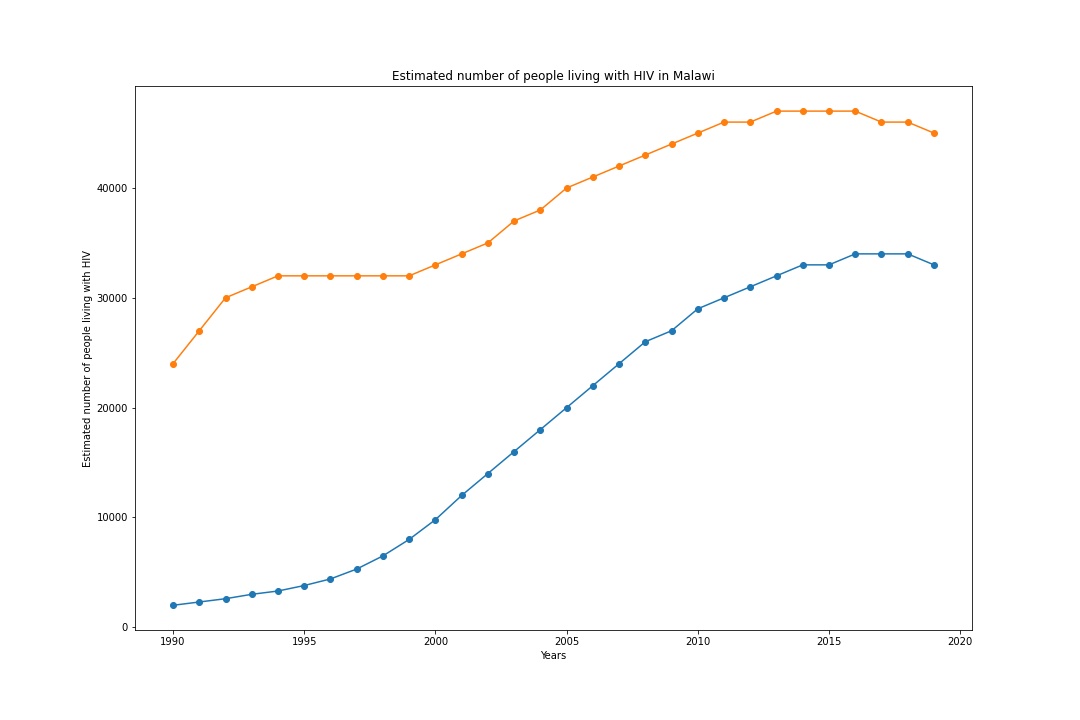 Estimated number of people living with HIV in Malawi
Estimated number of people living with HIV
40000
30000
20000
10000
0
1990 1995 2000 2005 2010 2015 2020
Years